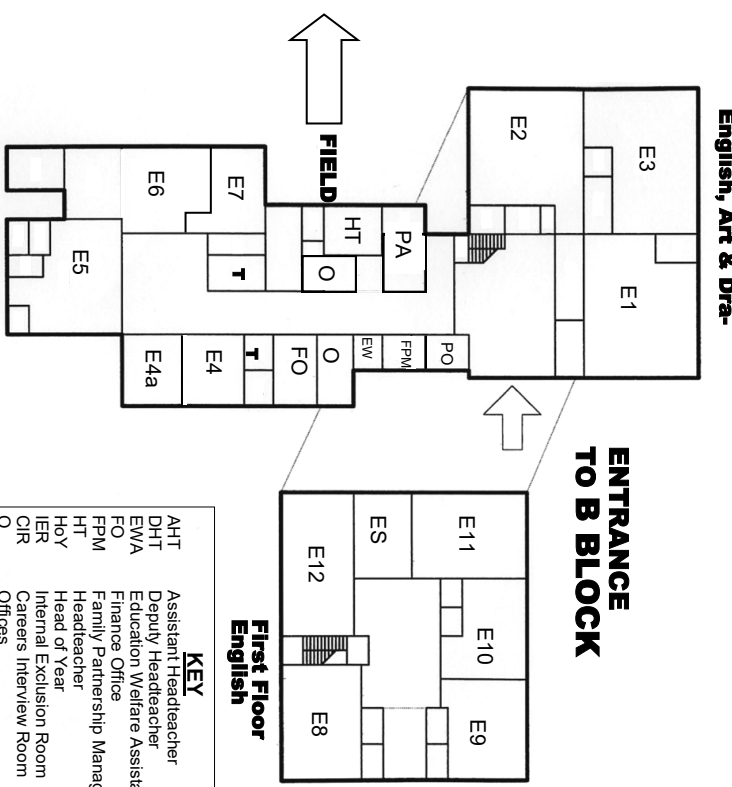 English, Art & Dra-
E3
E2
E1
FIELD
E7
E6
E5
HT
PA
O
T
E4a
E4
T
FO
O
EW
FPM
PO
ENTRANCE
TO B BLOCK
E11
ES
E12
E10
E9
E8
First Floor
English
KEY
AHT Assistant Headteacher
DHT Deputy Headteacher
EWA Education Welfare Assista
FO Finance Office
FPM Family Partnership Manag
HT Headteacher
HoY Head of Year
IER Internal Exclusion Room
CIR Careers Interview Room
O Offices